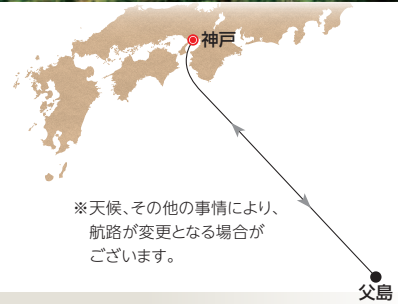 神戸
※天候、その他の事情により、
航路が変更となる場合が
ございます。
父島